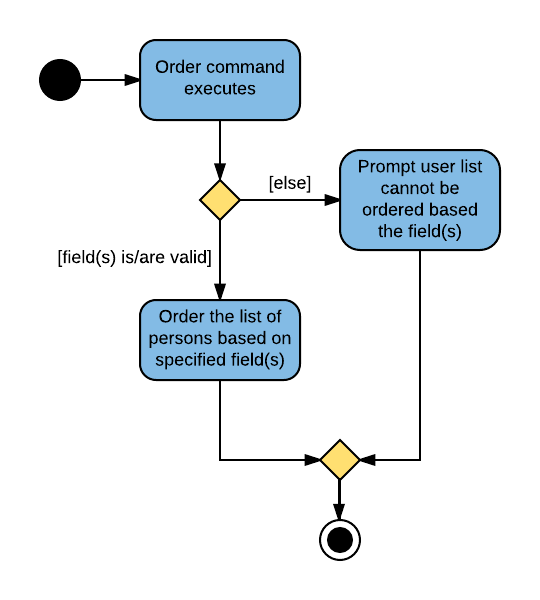 Order command
executes
[else]
Prompt user list
cannot be
ordered based
the field(s)
[field(s) is/are valid]
Order the list of
persons based on
specified field(s)